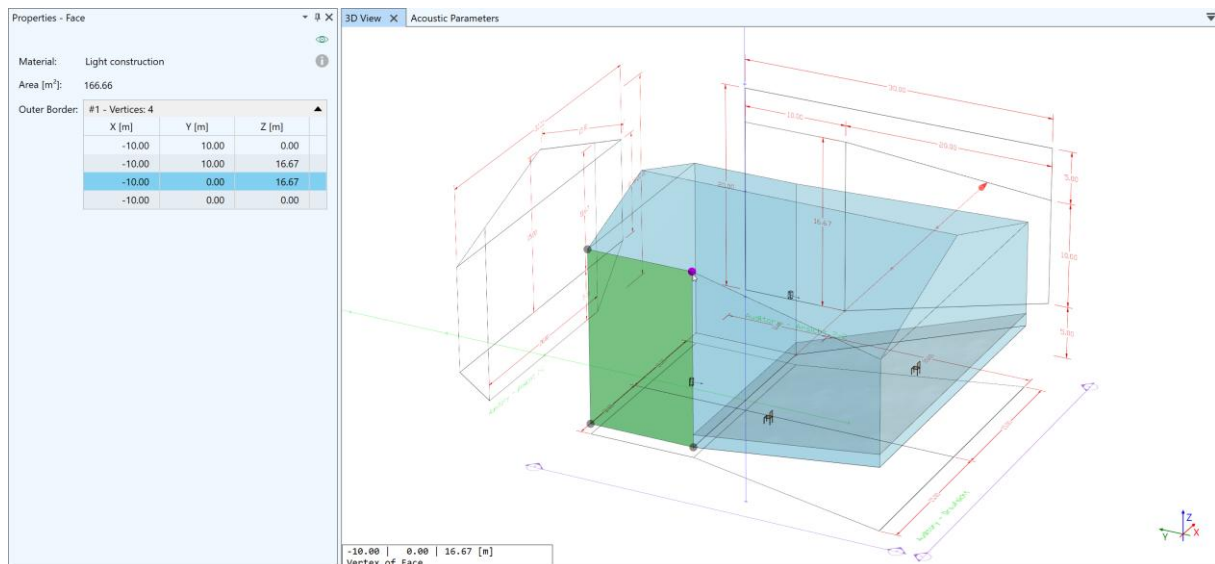 Properties - Face
Material: Light construction
Area [m²]: 166.66
Outer Border: #1 - Vertices: 4
X [m] Y [m] Z [m]
-10.00 10.00 0.00
-10.00 10.00 16.67
-10.00 0.00 16.67
-10.00 0.00 0.00
3D View X Acoustic Parameters
30.00
10.00
20.00
5.00
16.67
10.00
5.00
Z
Y
X
-10.00 | 0.00 | 16.67 [m]
Vertex of Face